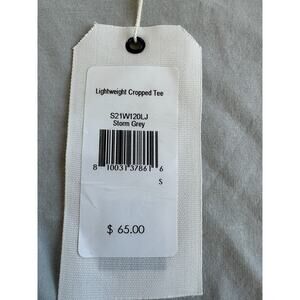 Lightweight Cropped Tee
S21W120LJ
Storm Grey
8 10031 37861 6
S
$ 65.00